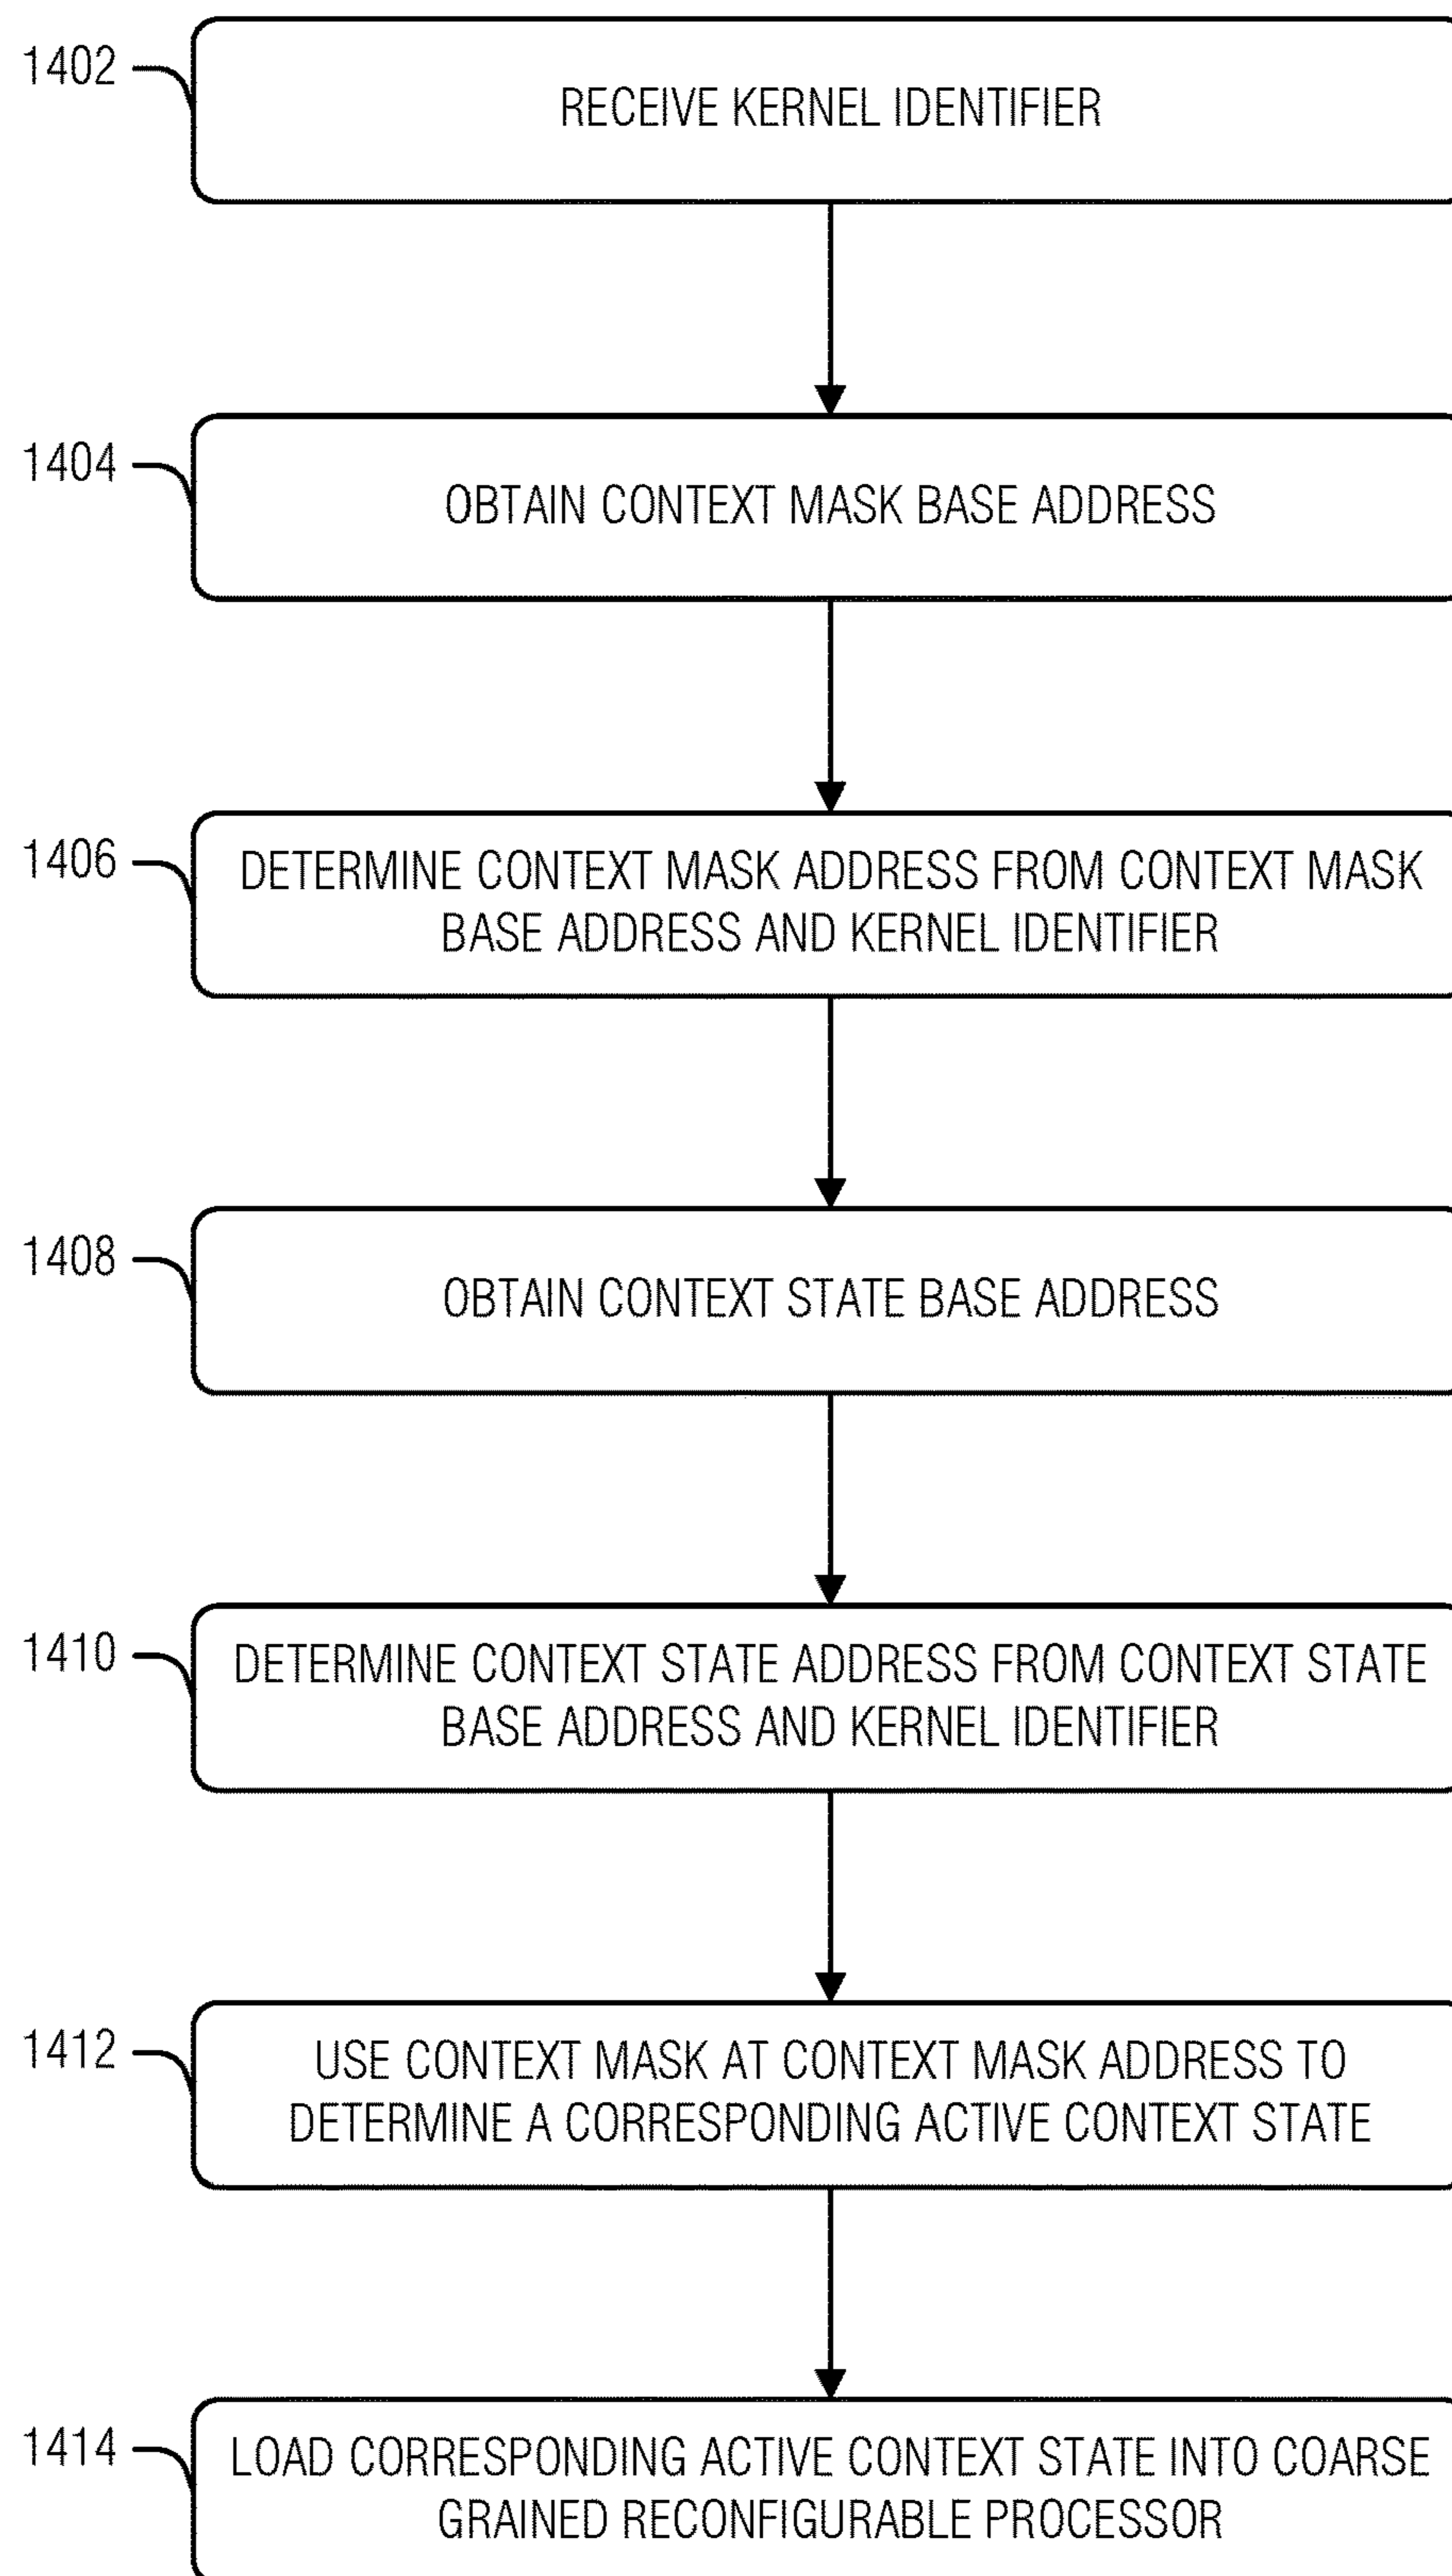 1402
RECEIVE KERNEL IDENTIFIER
1404
OBTAIN CONTEXT MASK BASE ADDRESS
1406
DETERMINE CONTEXT MASK ADDRESS FROM CONTEXT MASK
BASE ADDRESS AND KERNEL IDENTIFIER
1408
OBTAIN CONTEXT STATE BASE ADDRESS
1410
DETERMINE CONTEXT STATE ADDRESS FROM CONTEXT STATE
BASE ADDRESS AND KERNEL IDENTIFIER
1412
USE CONTEXT MASK AT CONTEXT MASK ADDRESS TO
DETERMINE A CORRESPONDING ACTIVE CONTEXT STATE
1414
LOAD CORRESPONDING ACTIVE CONTEXT STATE INTO COARSE
GRAINED RECONFIGURABLE PROCESSOR